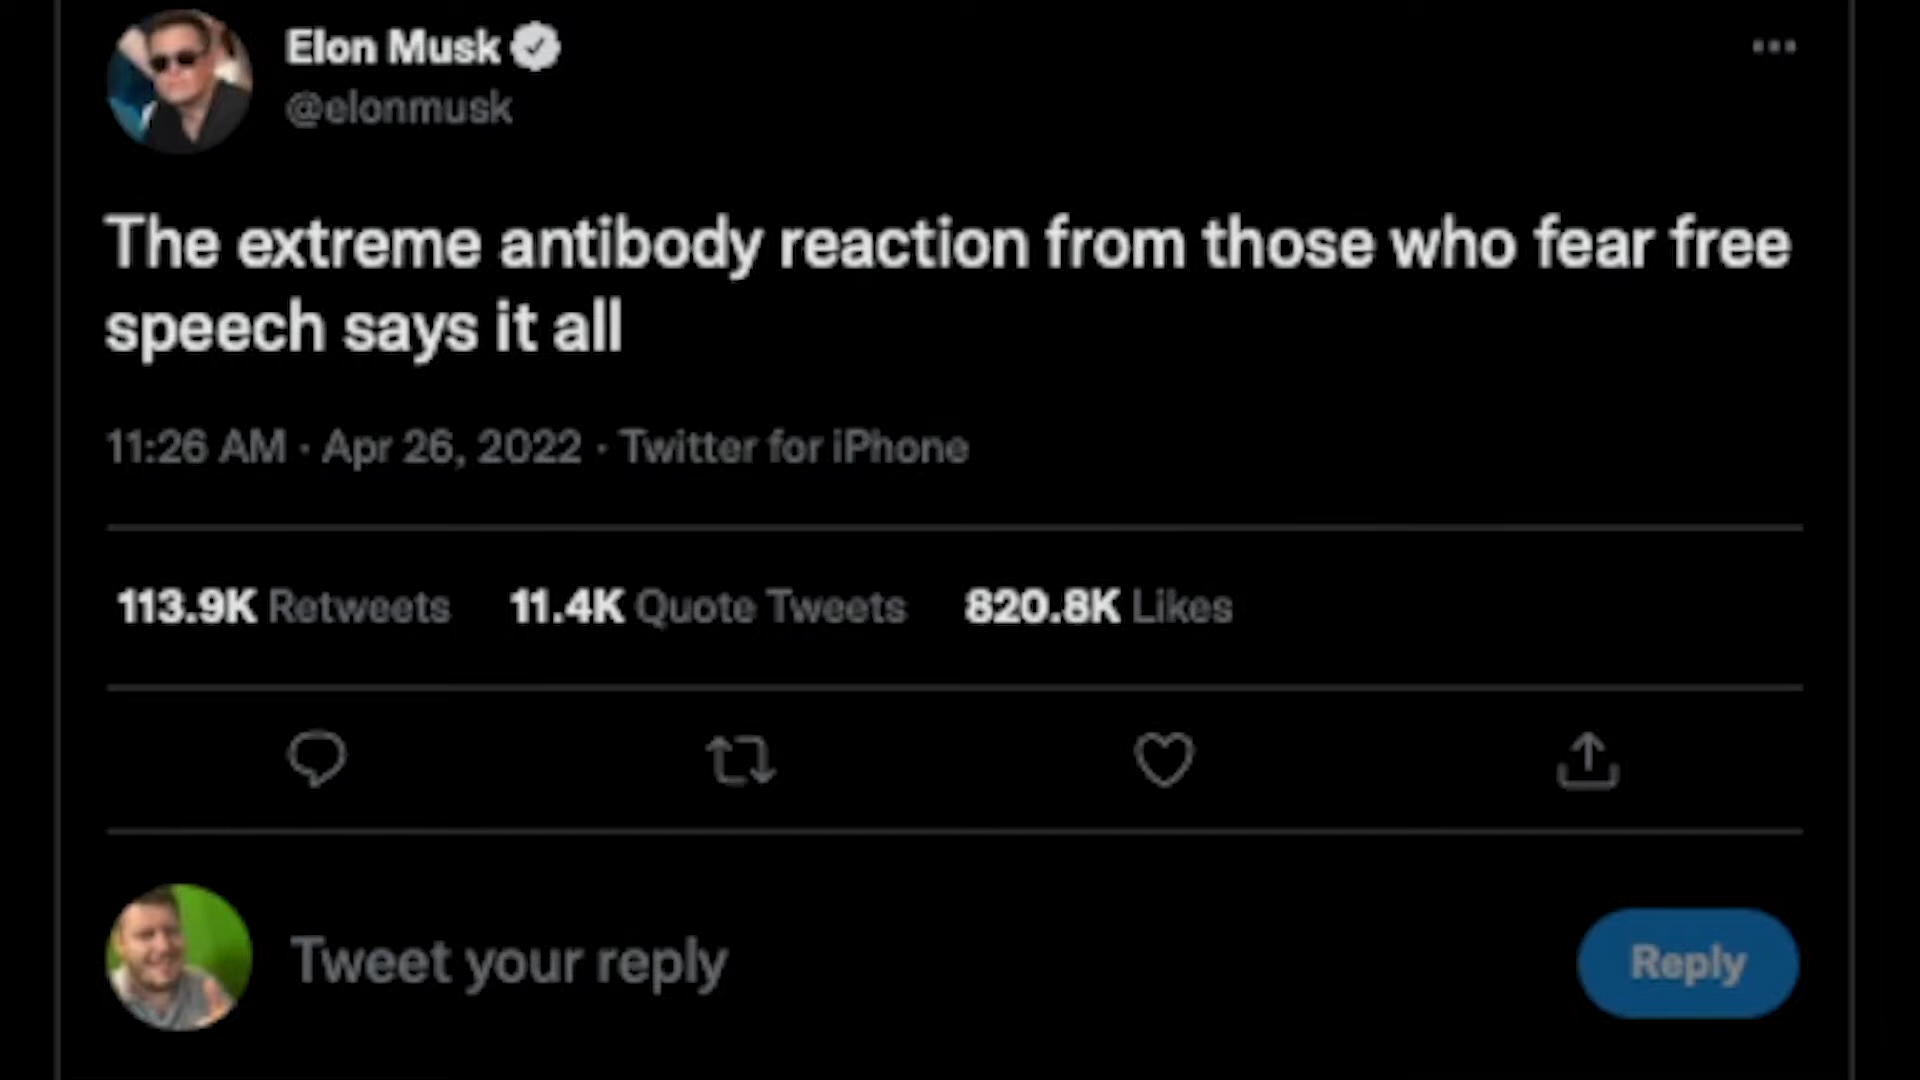 Elon Musk
@elonmusk
The extreme antibody reaction from those who fear free
speech says it all
11:26 AM · Apr 26, 2022 · Twitter for iPhone
113.9K Retweets 11.4K Quote Tweets 820.8K Likes
Tweet your reply
Reply